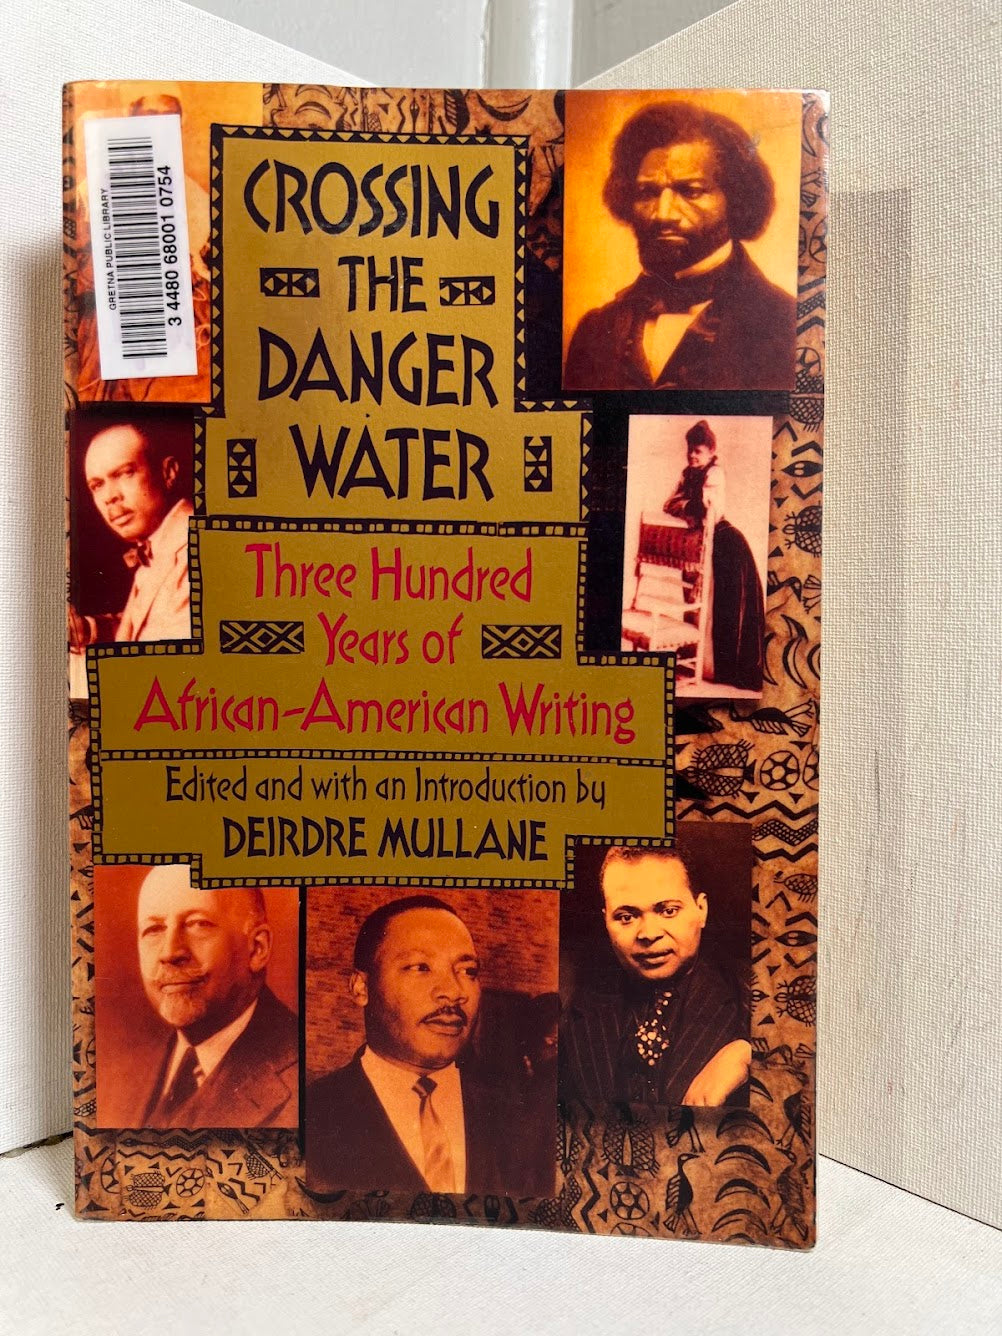 GRETNA PUBLIC LIBRARY
3 4480 68001 0754
CROSSING
THE
DANGER
WATER
Three Hundred
Years of
African-American Writing
Edited and with an Introduction by
DEIRDRE MULLANE